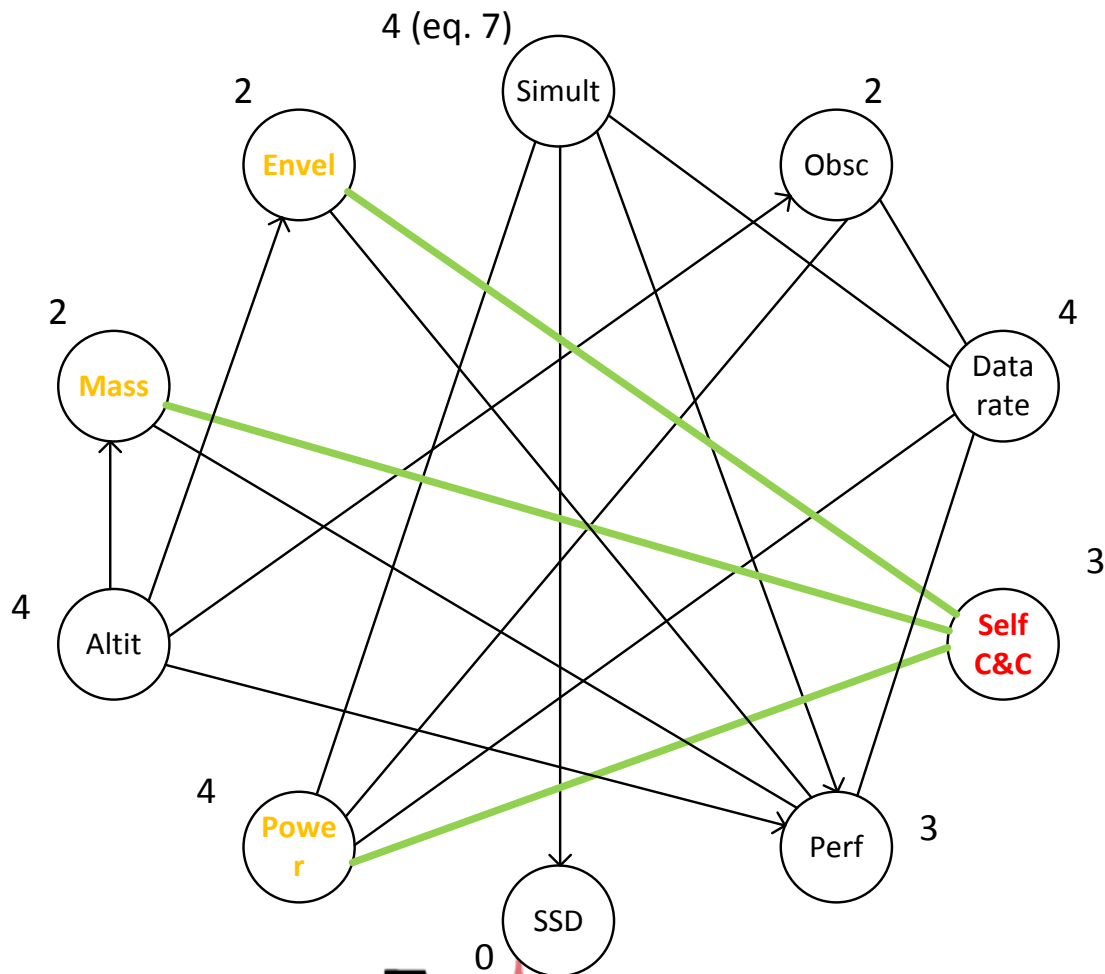 4 (eq. 7)
Simult
2
Envel
2
Obsc
2
Mass
4
Data
rate
3
Self
C&C
4
Altit
4
Powe
r
3
Perf
SSD
0